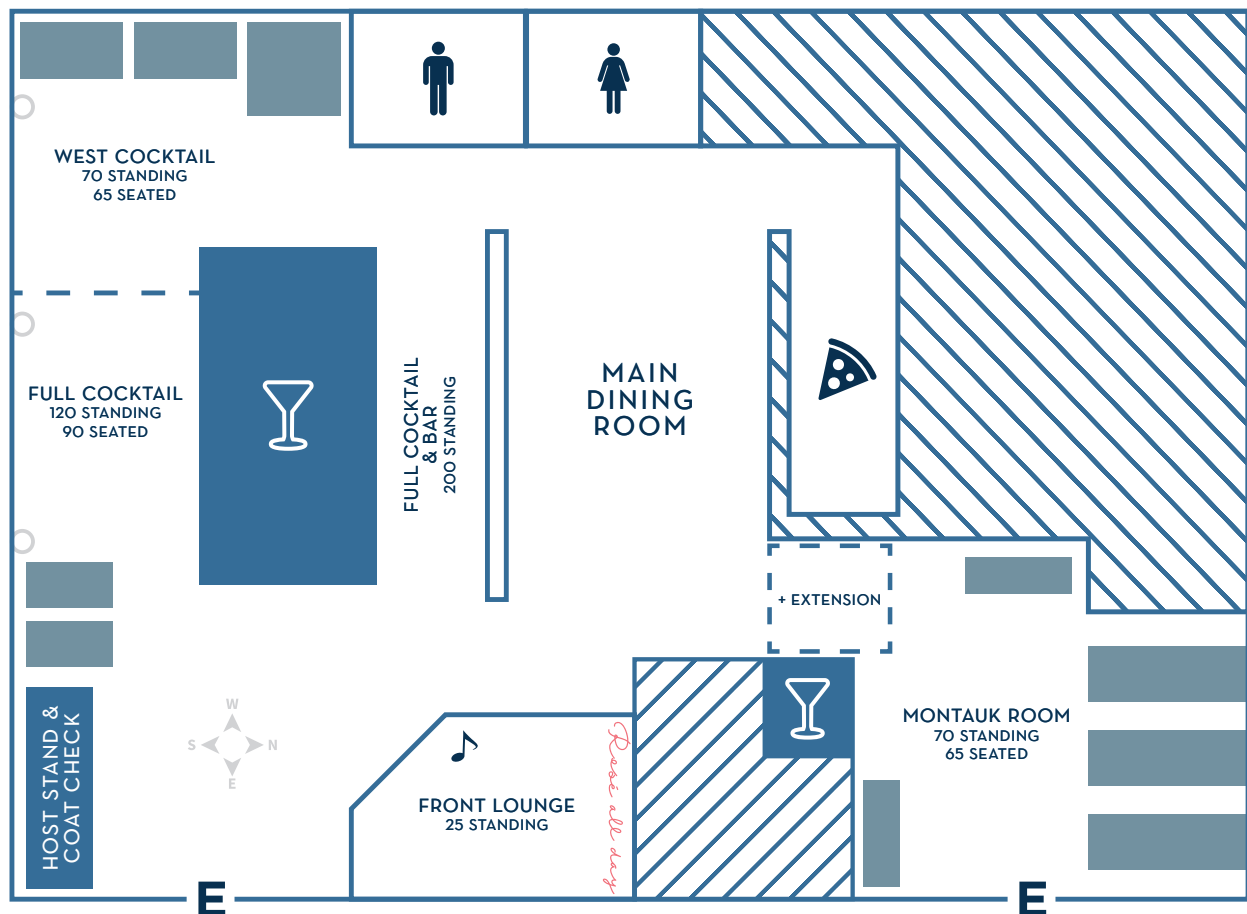 WEST COCKTAIL
70 STANDING
65 SEATED
FULL COCKTAIL
120 STANDING
90 SEATED
FULL COCKTAIL
& BAR
200 STANDING
MAIN
DINING
ROOM
+ EXTENSION
HOST STAND &
COAT CHECK
W
S
N
E
FRONT LOUNGE
25 STANDING
Rosé all day
MONTAUK ROOM
70 STANDING
65 SEATED
E
E